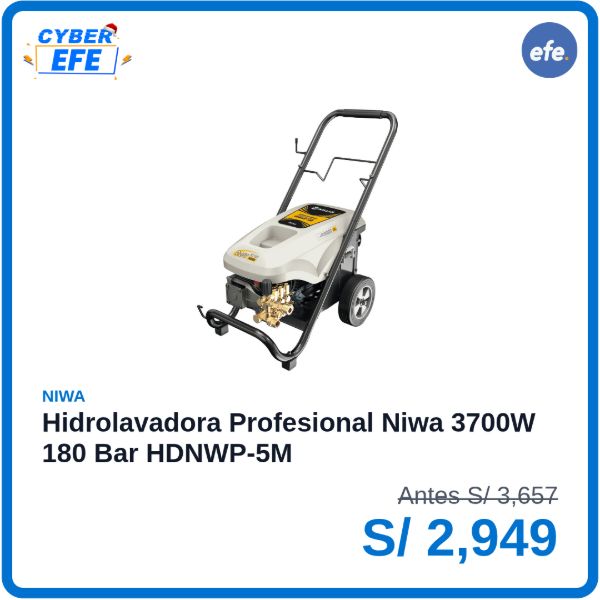 CYBER
EFE
efe.
NIWA
Hidrolavadora Profesional Niwa 3700W
180 Bar HDNWP-5M
Antes S/ 3,657
S/ 2,949